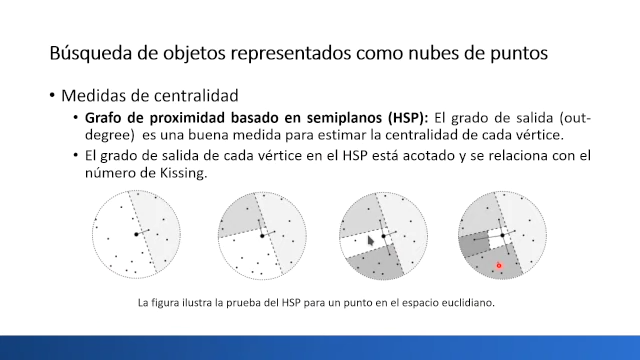 Búsqueda de objetos representados como nubes de puntos
• Medidas de centralidad
• Grafo de proximidad basado en semiplanos (HSP): El grado de salida (out-
degree) es una buena medida para estimar la centralidad de cada vértice.
• El grado de salida de cada vértice en el HSP está acotado y se relaciona con el
número de Kissing.
La figura ilustra la prueba del HSP para un punto en el espacio euclidiano.